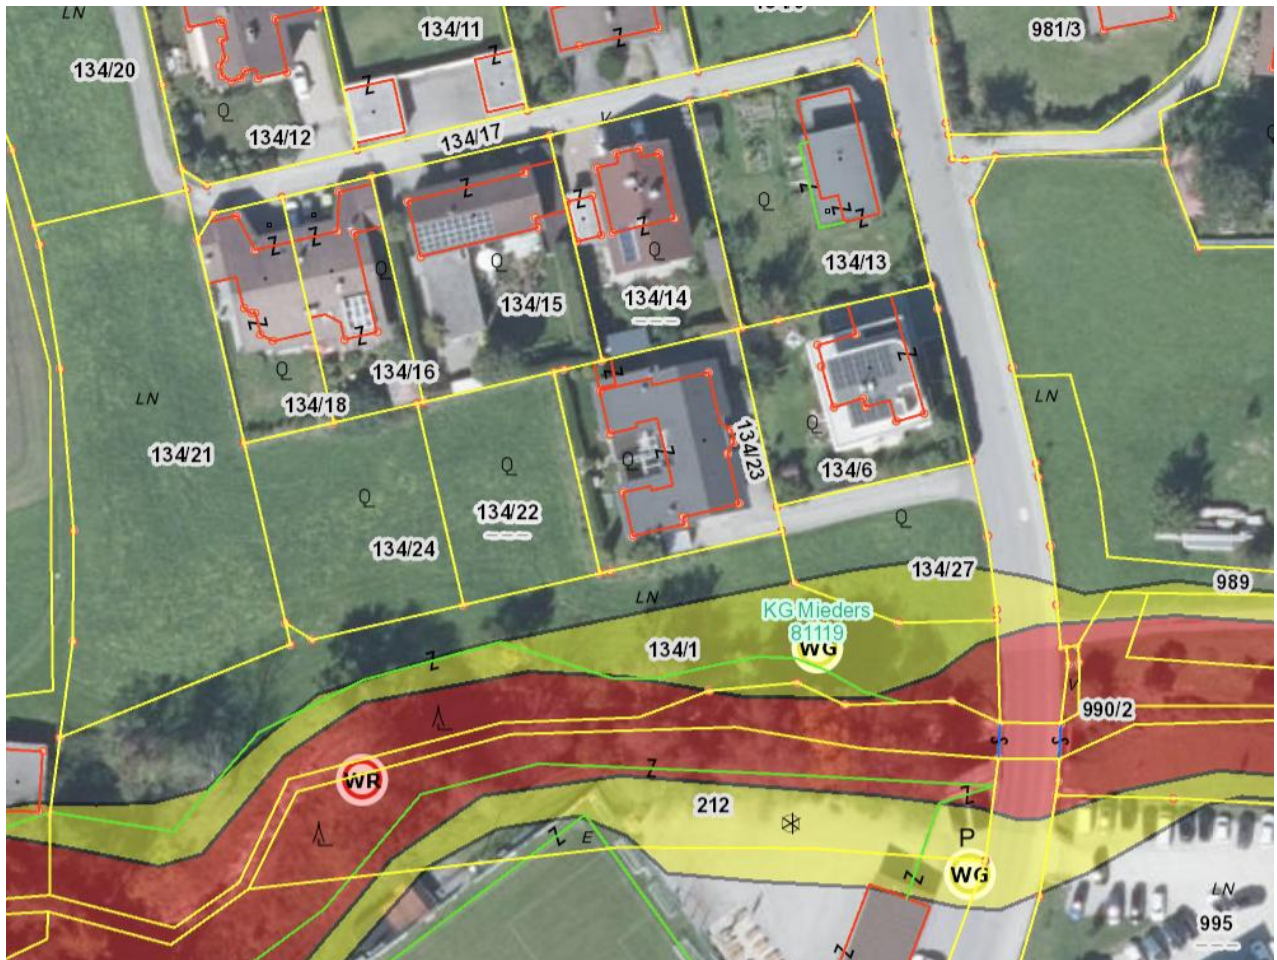 LN
134/11
981/3
134/20
Q
134/12
134/17
V
Q
Q
134/13
Q
Q
134/15
134/14
LN
Q
134/16
134/18
LN
134/21
Q
134/23
Q
134/6
Q
Q
134/22
Q
134/24
134/27
989
LN
KG Mieders
81119
WG
134/1
V
990/2
WR
212
E
P
WG
LN
995